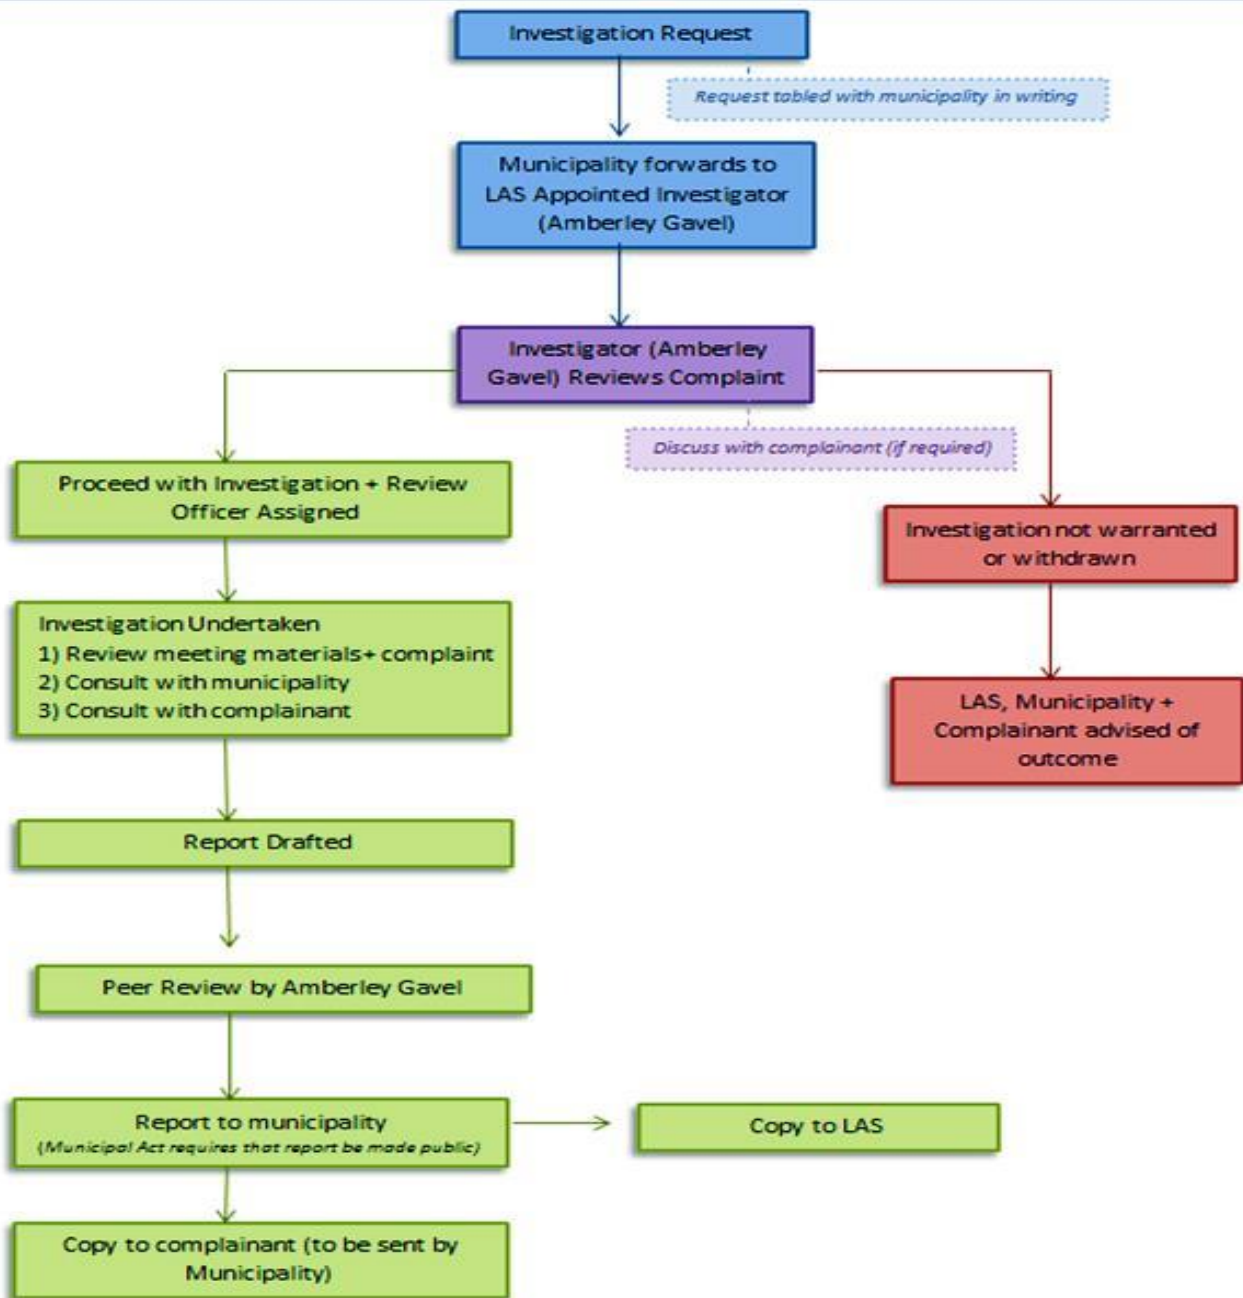 Investigation Request
Request tabled with municipality in writing
Municipality forwards to
LAS Appointed Investigator
(Amberley Gavel)
Investigator (Amberley
Gavel) Reviews Complaint
Discuss with complainant (if required)
Proceed with Investigation + Review
Officer Assigned
Investigation not warranted
or withdrawn
Investigation Undertaken
1) Review meeting materials+ complaint
2) Consult with municipality
3) Consult with complainant
LAS, Municipality +
Complainant advised of
outcome
Report Drafted
Peer Review by Amberley Gavel
Report to municipality
(Municipal Act requires that report be made public)
Copy to LAS
Copy to complainant (to be sent by
Municipality)